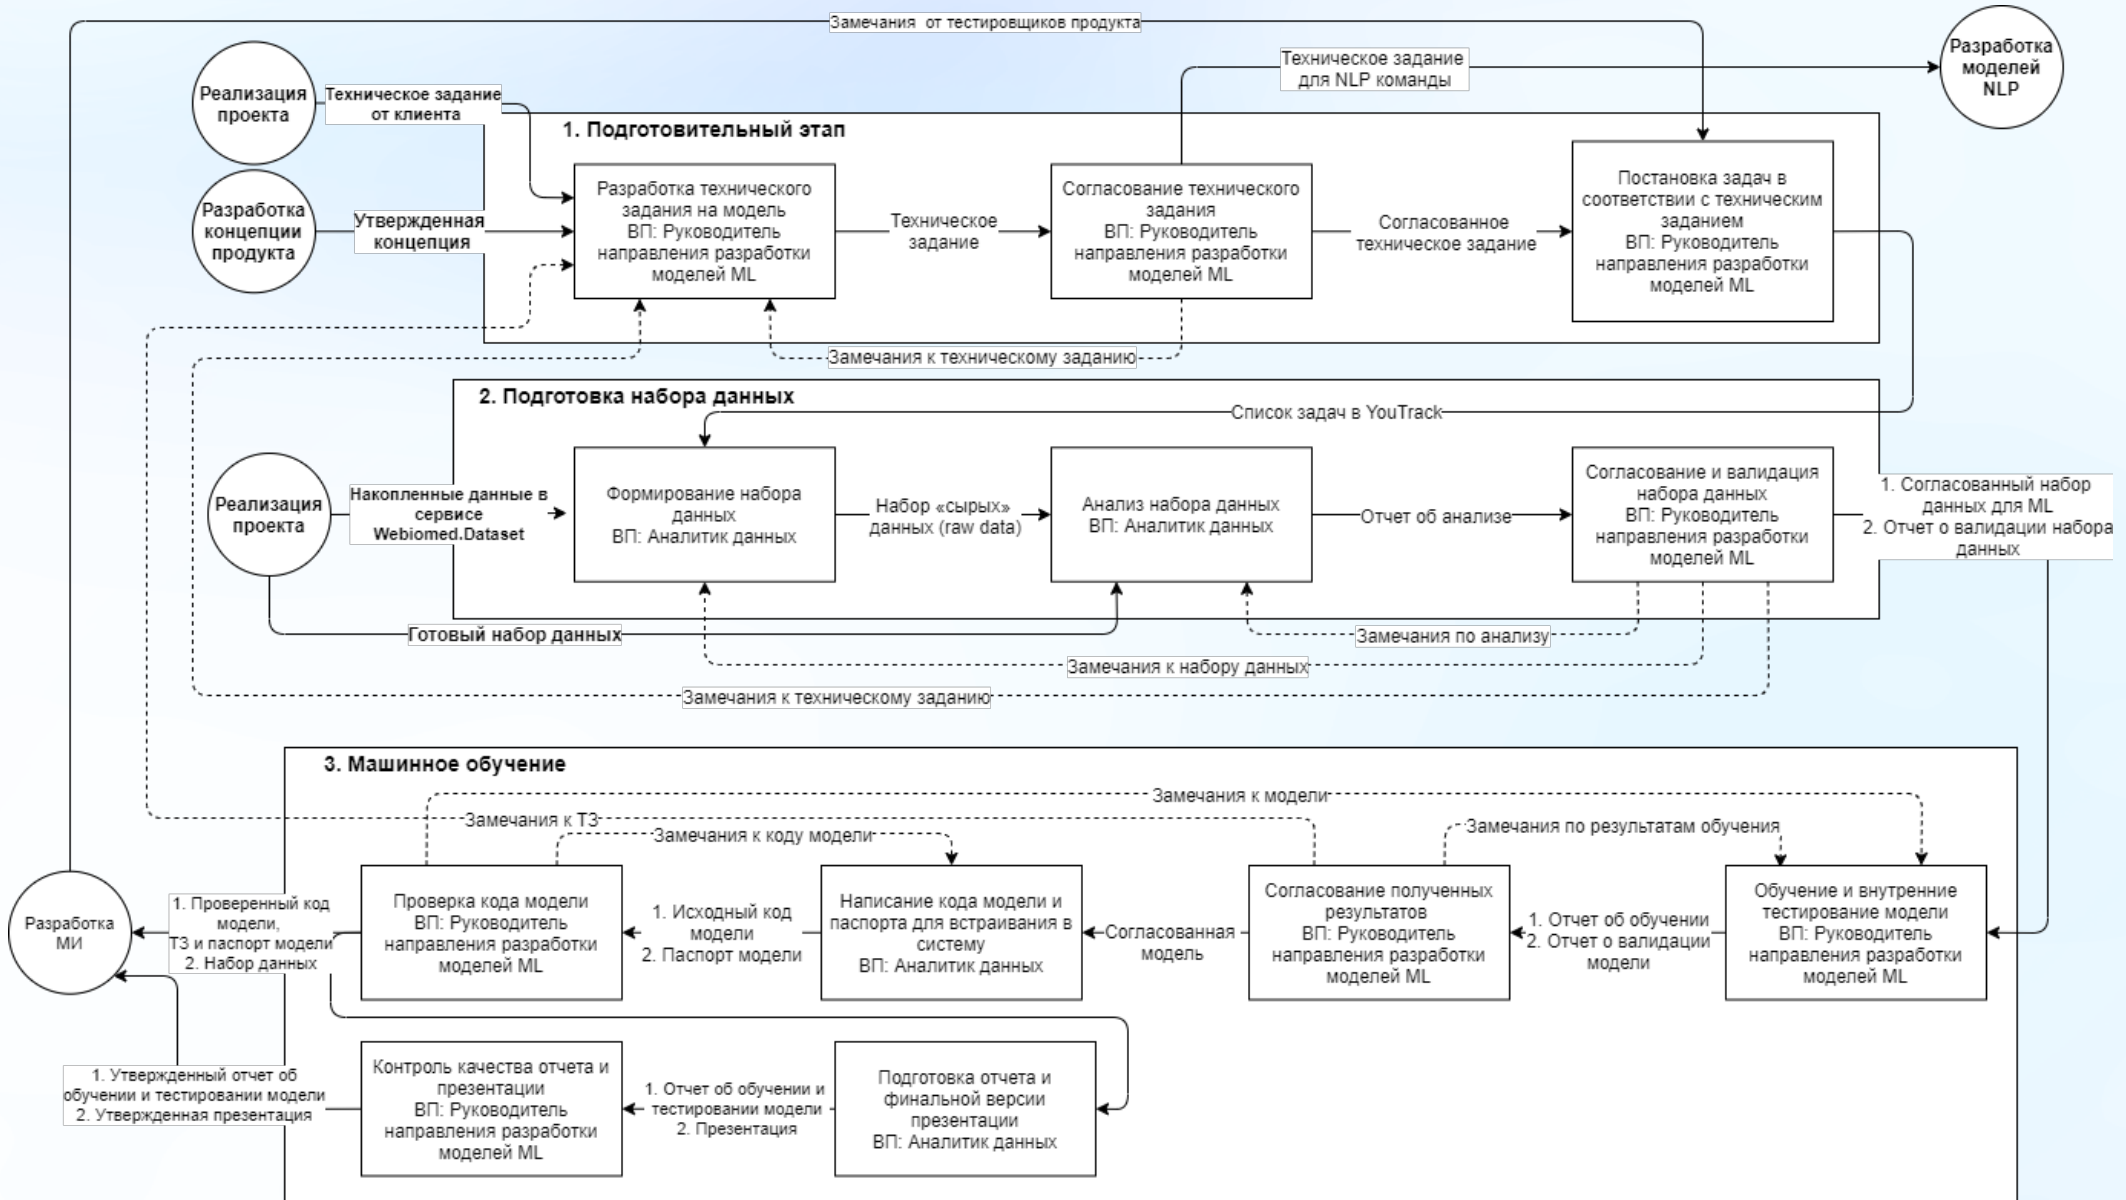 Замечания от тестировщиков продукта
Разработка
моделей
NLP
Техническое задание
для NLP команды
Реализация
проекта
Техническое задание
от клиента
1. Подготовительный этап
Разработка
концепции
продукта
Утвержденная
концепция
Разработка технического
задания на модель
ВП: Руководитель
направления разработки
моделей ML
Техническое
задание
Согласование технического
задания
ВП: Руководитель
направления разработки
моделей ML
Согласованное
техническое задание
Постановка задач в
соответствии с техническим
заданием
ВП: Руководитель
направления разработки
моделей ML
Замечания к техническому заданию
2. Подготовка набора данных
Список задач в YouTrack
Реализация
проекта
Накопленные данные в
сервисе
Webiomed.Dataset
Формирование набора
данных
ВП: Аналитик данных
Набор «сырых»
данных (raw data)
Анализ набора данных
ВП: Аналитик данных
Отчет об анализе
Согласование и валидация
набора данных
ВП: Руководитель
направления разработки
моделей ML
1. Согласованный набор
данных для ML
2. Отчет о валидации набора
данных
Готовый набор данных
Замечания по анализу
Замечания к набору данных
Замечания к техническому заданию
3. Машинное обучение
Замечания к модели
Замечания к ТЗ
Замечания к коду модели
Замечания по результатам обучения
Разработка
МИ
1. Проверенный код
модели,
ТЗ и паспорт модели
2. Набор данных
Проверка кода модели
ВП: Руководитель
направления разработки
моделей ML
1. Исходный код
модели
2. Паспорт модели
Написание кода модели и
паспорта для встраивания в
систему
ВП: Аналитик данных
Согласованная
модель
Согласование полученных
результатов
ВП: Руководитель
направления разработки
моделей ML
1. Отчет об обучении
2. Отчет о валидации
модели
Обучение и внутренние
тестирование модели
ВП: Руководитель
направления разработки
моделей ML
1. Утвержденный отчет об
обучении и тестировании модели
2. Утвержденная презентация
Контроль качества отчета и
презентации
ВП: Руководитель
направления разработки
моделей ML
1. Отчет об обучении и
тестировании модели
2. Презентация
Подготовка отчета и
финальной версии
презентации
ВП: Аналитик данных